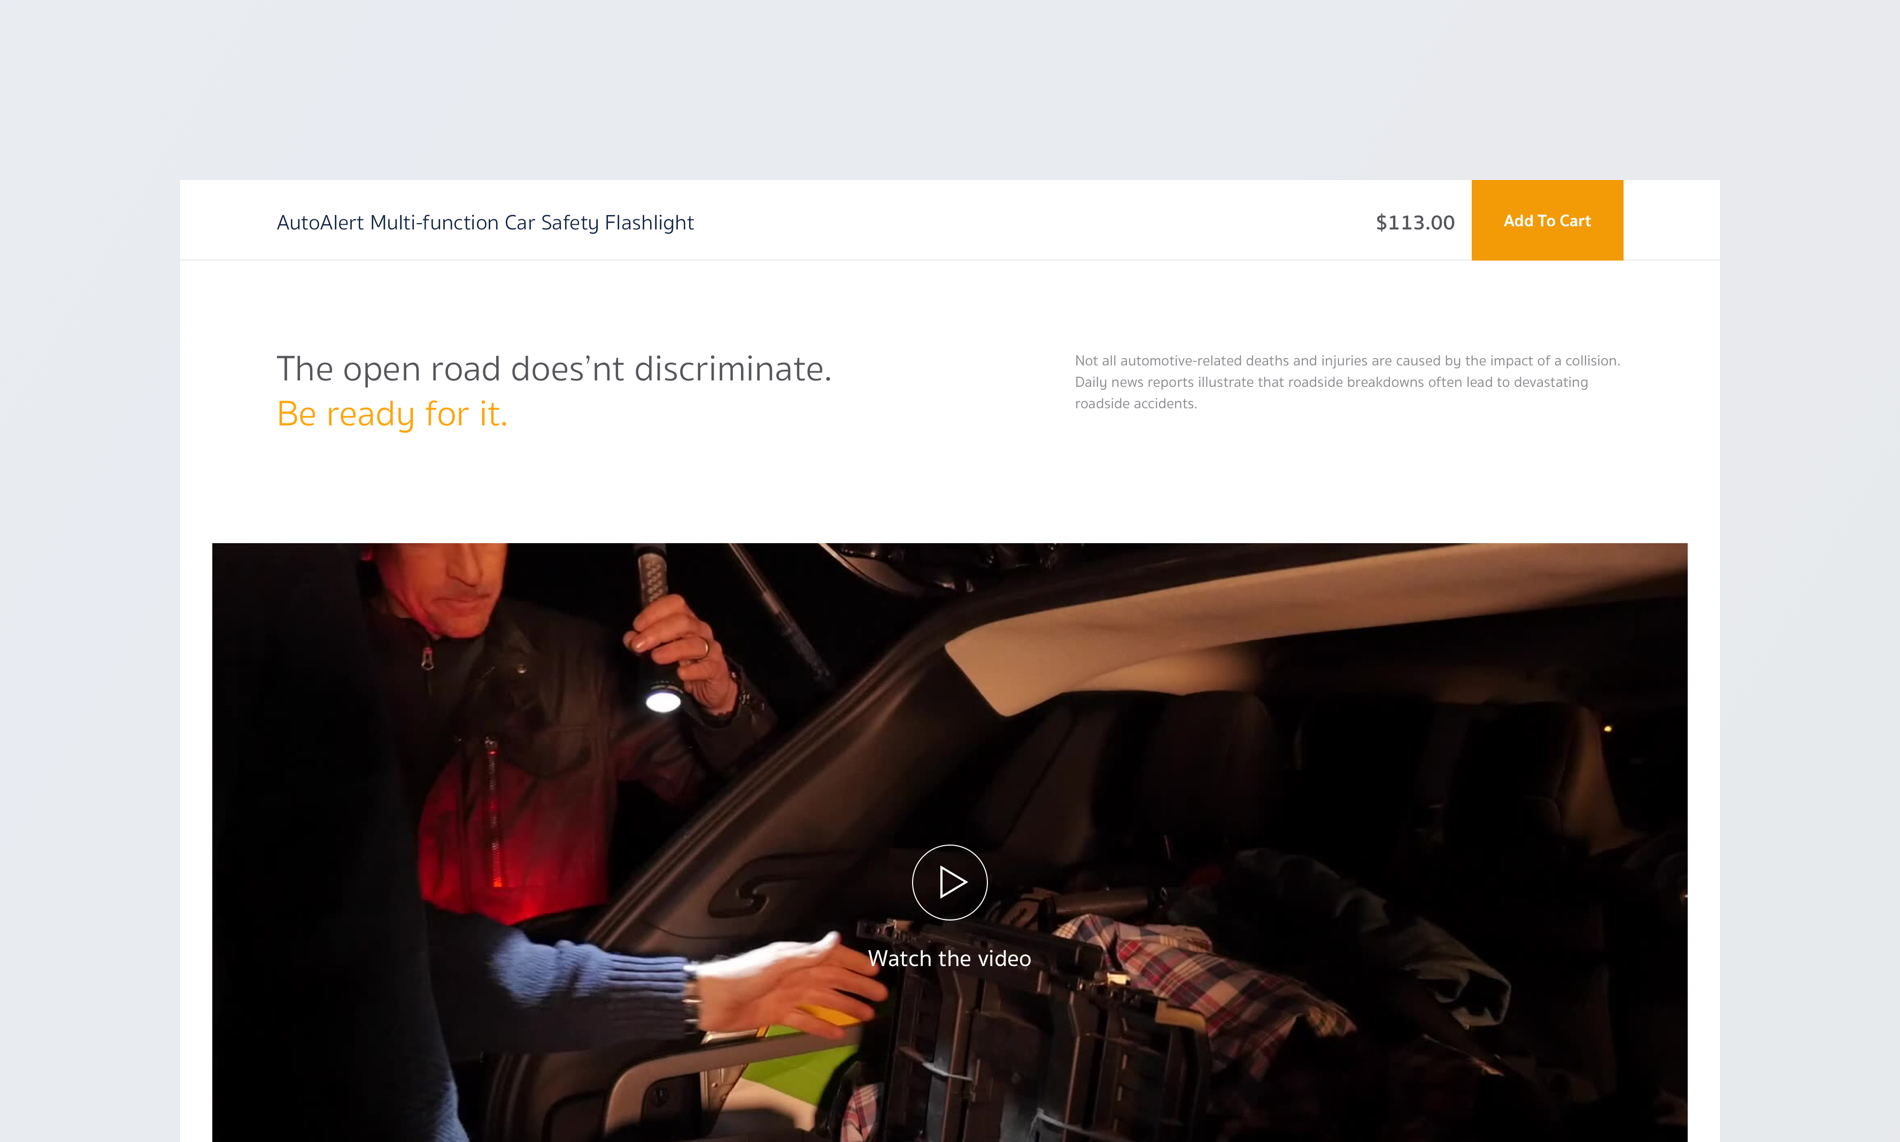 AutoAlert Multi-function Car Safety Flashlight
$113.00
Add To Cart
The open road does’nt discriminate.
Be ready for it.
Not all automotive-related deaths and injuries are caused by the impact of a collision.
Daily news reports illustrate that roadside breakdowns often lead to devastating
roadside accidents.
Watch the video